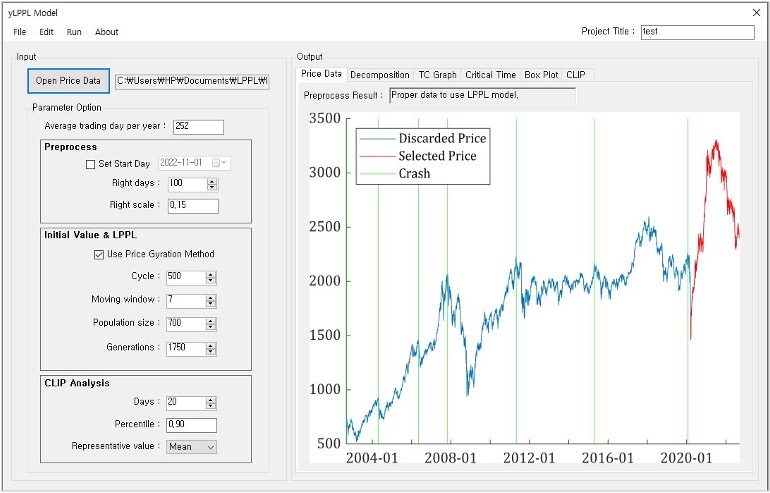 yLPPL Model
File Edit Run About
Project Title : test
Input
Open Price Data C:₩Users₩HP₩Documents₩LPPL₩I
Parameter Option
Average trading day per year : 252
Preprocess
Set Start Day 2022-11-01
Right days : 100
Right scale : 0,15
Initial Value & LPPL
Use Price Gyration Method
Cycle : 500
Moving window : 7
Population size : 700
Generations : 1750
CLIP Analysis
Days : 20
Percentile : 0,90
Representative value : Mean
Output
Price Data Decomposition TC Graph Critical Time Box Plot CLIP
Preprocess Result : Proper data to use LPPL model,
3500
3000
2500
2000
1500
1000
500
Discarded Price
Selected Price
Crash
2004-01 2008-01 2012-01 2016-01 2020-01